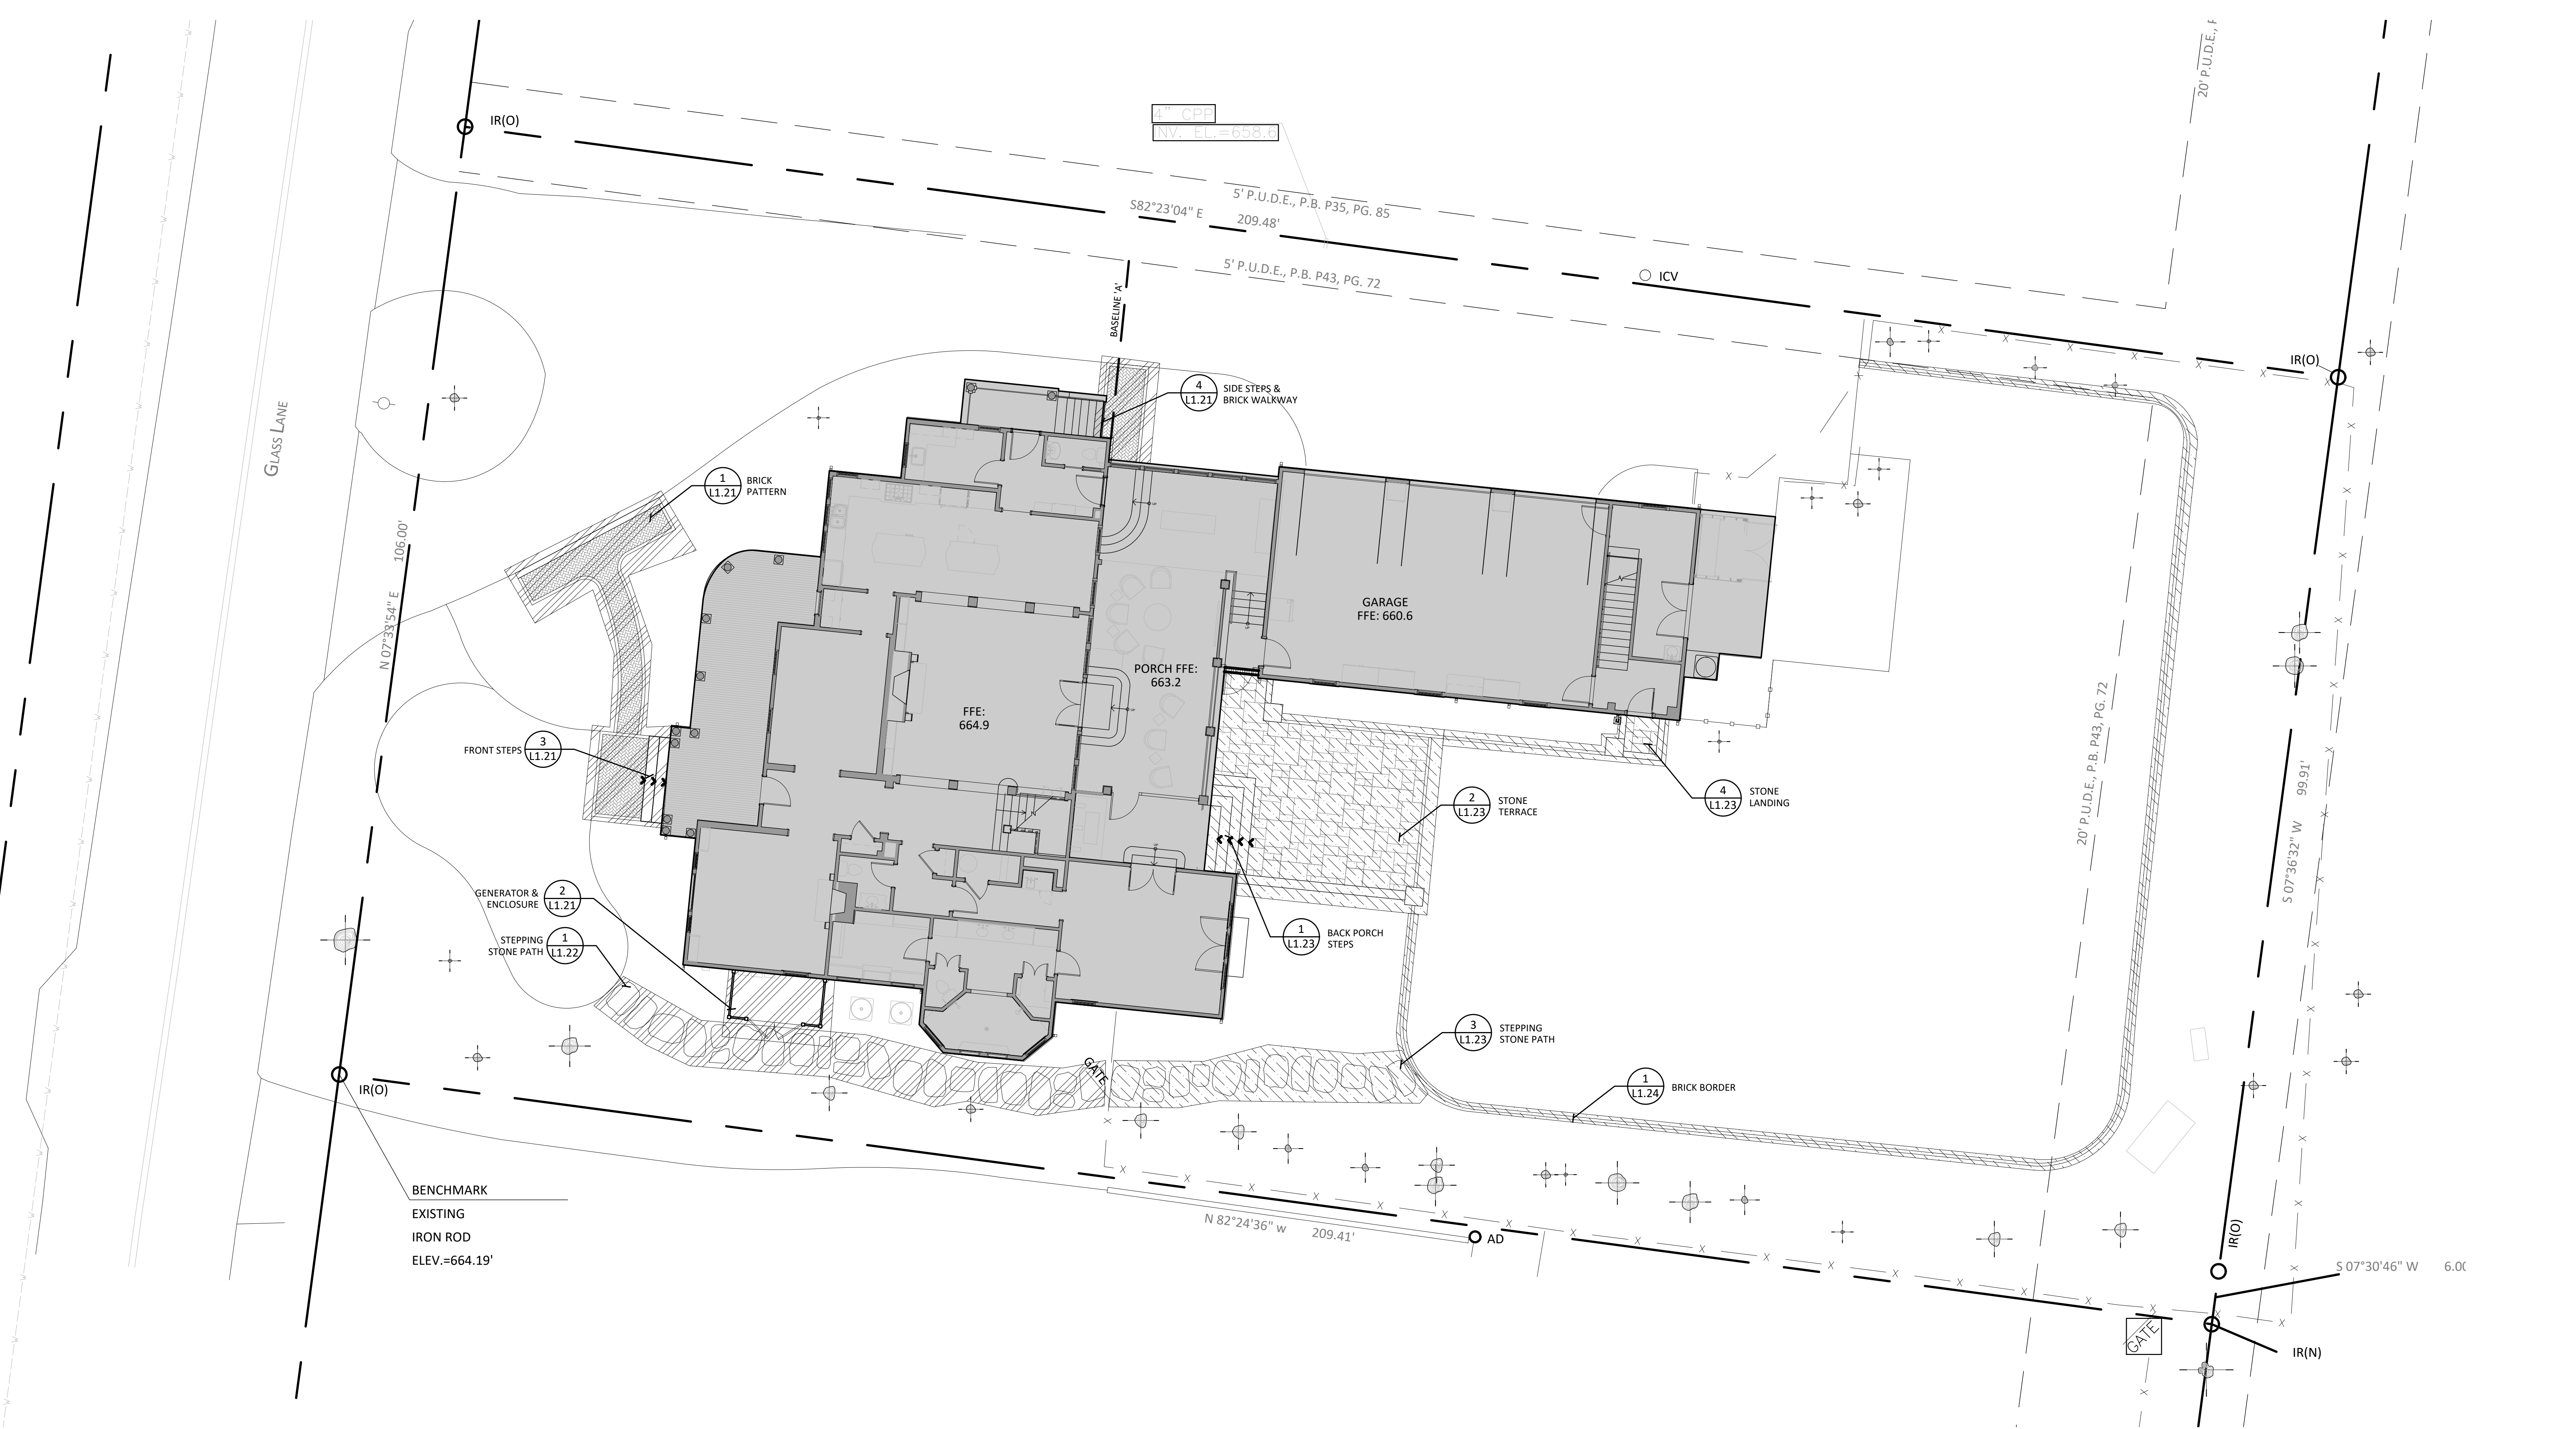 20' P.U.D.E.,
IR(O)
4" CPP
INV. EL.=658.6
5' P.U.D.E., P.B. P35, PG. 85
S82°23'04" E 209.48'
5' P.U.D.E., P.B. P43, PG. 72
ICV
IR(O)
BASELINE 'A'
GLASS LANE
4
L1.21
SIDE STEPS &
BRICK WALKWAY
1
L1.21
BRICK
PATTERN
N 07°33'54" E 106.00'
GARAGE
FFE: 660.6
PORCH FFE:
663.2
FFE:
664.9
3
L1.21
FRONT STEPS
2
L1.23
STONE
TERRACE
4
L1.23
STONE
LANDING
20' P.U.D.E., P.B. P43, PG. 72
S 07°36'32" W 99.91'
2
L1.21
GENERATOR &
ENCLOSURE
1
L1.22
STEPPING
STONE PATH
1
L1.23
BACK PORCH
STEPS
3
L1.23
STEPPING
STONE PATH
GATE
1
L1.24
BRICK BORDER
IR(O)
BENCHMARK
EXISTING
IRON ROD
ELEV.=664.19'
N 82°24'36" w 209.41'
AD
IR(O)
S 07°30'46" W
GATE
IR(N)